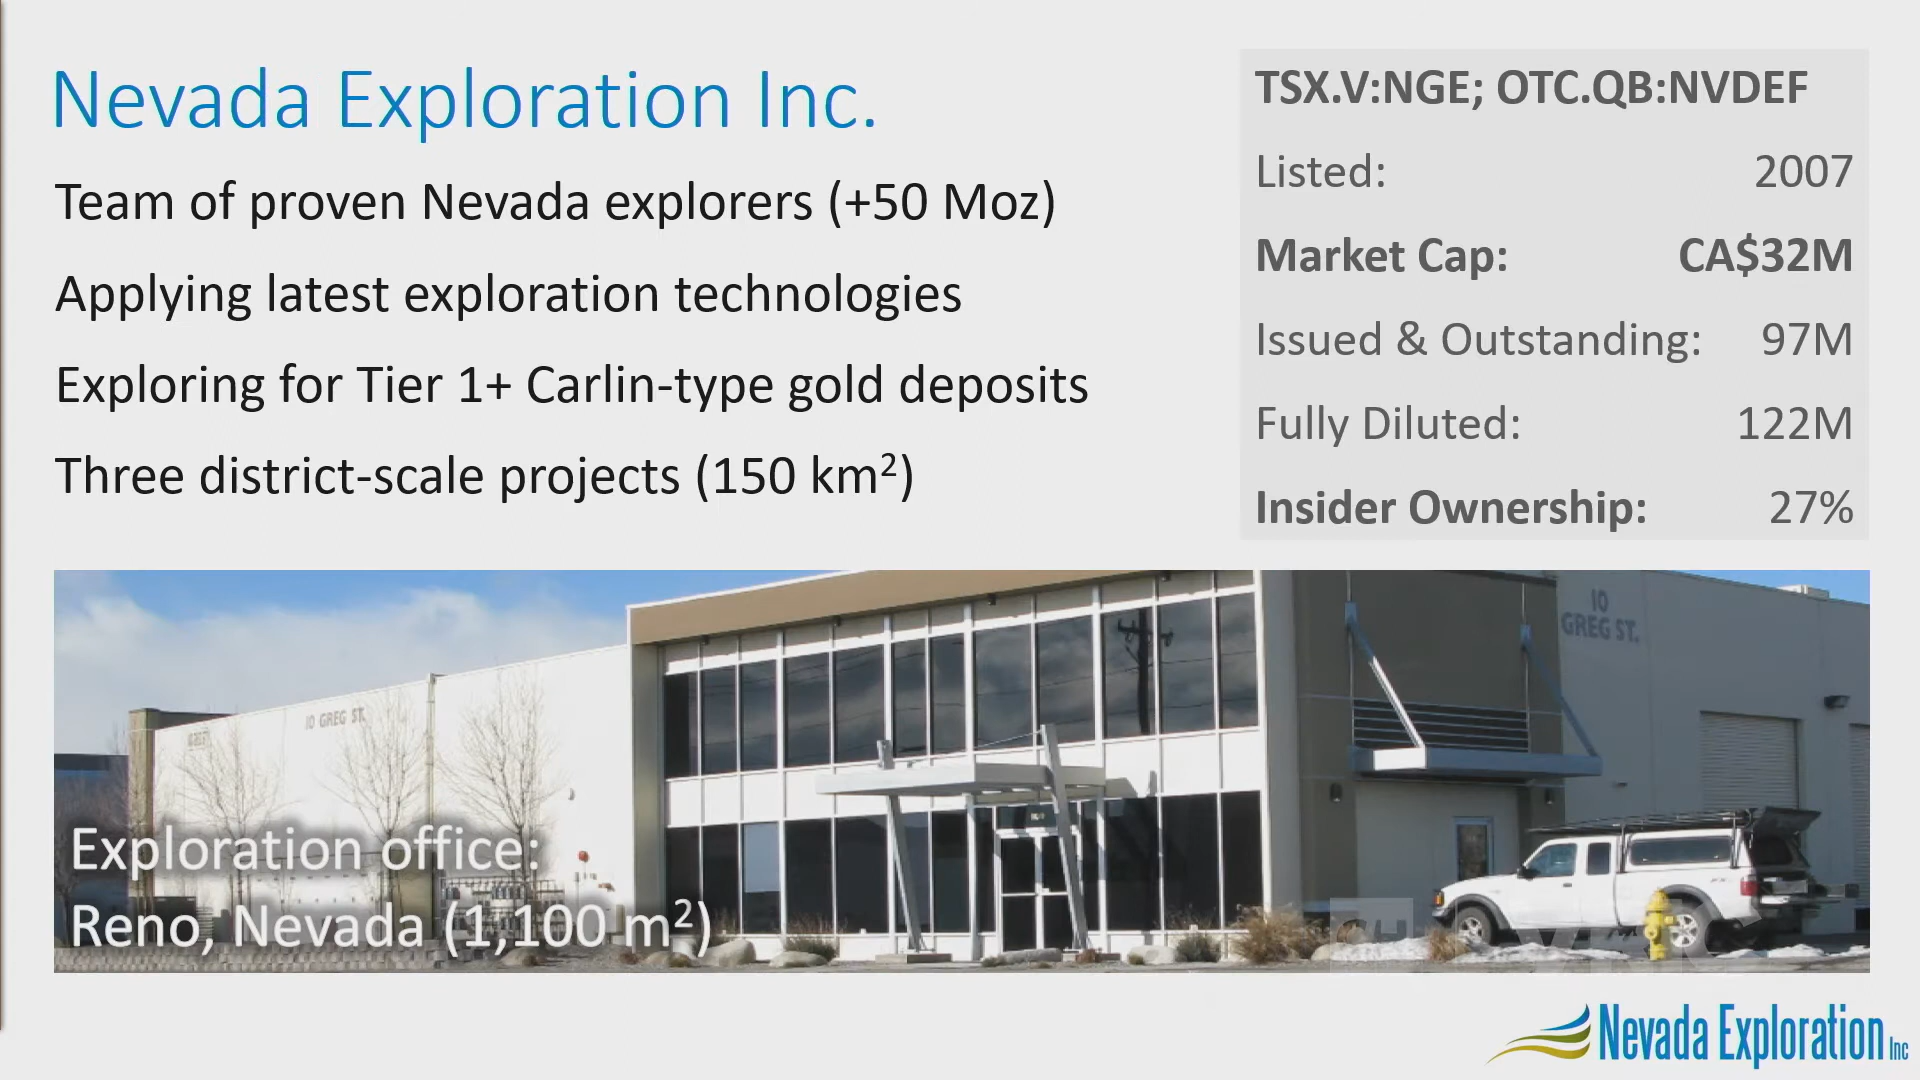 Nevada Exploration Inc.
Team of proven Nevada explorers (+50 Moz)
Applying latest exploration technologies
Exploring for Tier 1+ Carlin-type gold deposits
Three district-scale projects (150 km²)
TSX.V:NGE; OTC.QB:NVDEF
Listed: 2007
Market Cap: CA$32M
Issued & Outstanding: 97M
Fully Diluted: 122M
Insider Ownership: 27%
10
GREG ST.
10 GREG ST.
Exploration office:
Reno, Nevada (1,100 m²)
Nevada Exploration Inc